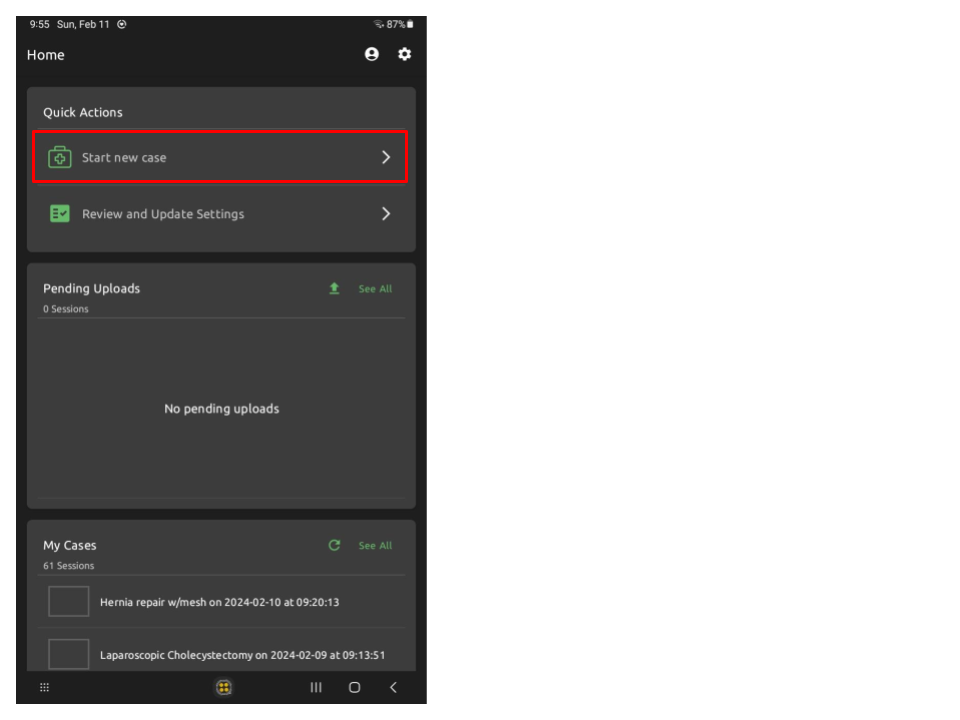 9:55 Sun, Feb 11 87%
Home
Quick Actions
Start new case
Review and Update Settings
Pending Uploads
See All
0 Sessions
No pending uploads
My Cases
See All
61 Sessions
Hernia repair w/mesh on 2024-02-10 at 09:20:13
Laparoscopic Cholecystectomy on 2024-02-09 at 09:13:51